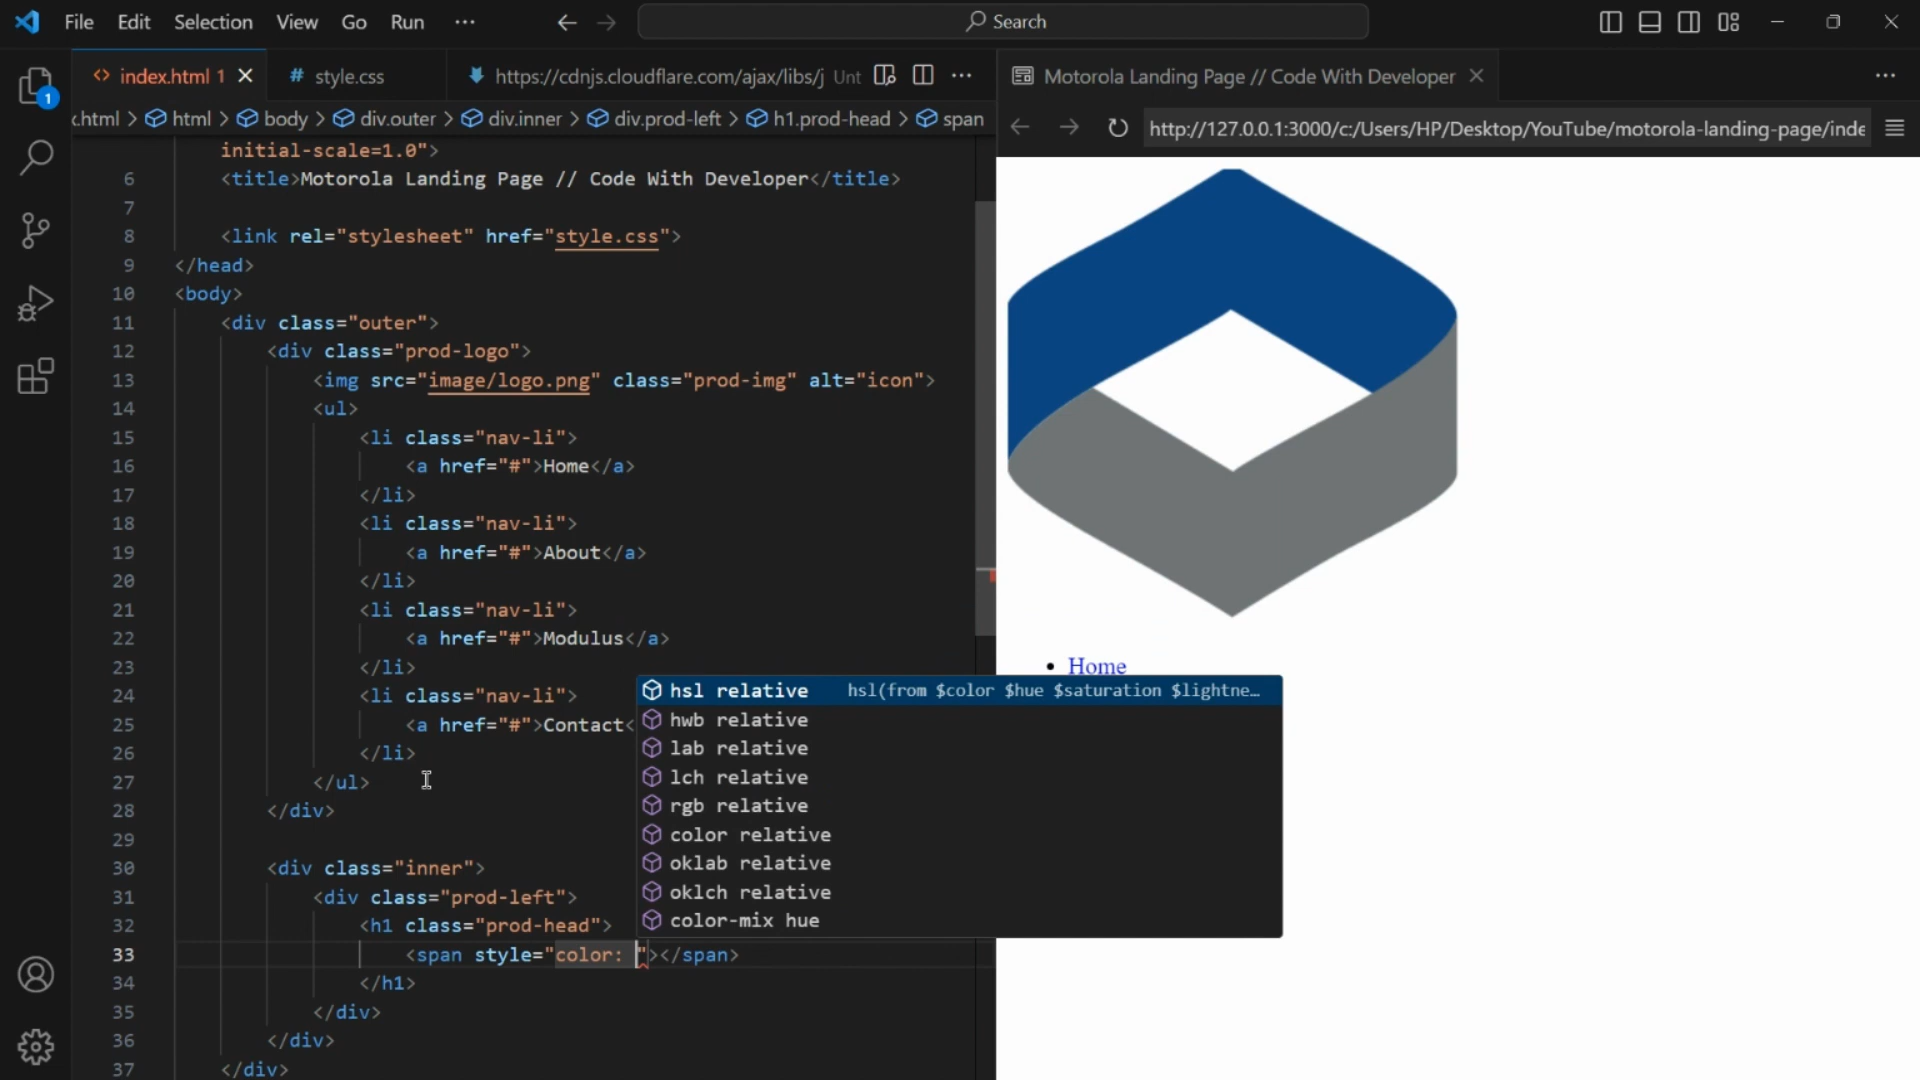 File Edit Selection View Go Run ··· Search
index.html 1 # style.css https://cdnjs.cloudflare.com/ajax/libs/j Unt ··· Motorola Landing Page // Code With Developer ···
.html > html > body > div.outer > div.inner > div.prod-left > h1.prod-head > span
http://127.0.0.1:3000/c:/Users/HP/Desktop/YouTube/motorola-landing-page/inde
1
initial-scale=1.0">
6 <title>Motorola Landing Page // Code With Developer</title>
7
8 <link rel="stylesheet" href="style.css">
9 </head>
10 <body>
11 <div class="outer">
12 <div class="prod-logo">
13 <img src="image/logo.png" class="prod-img" alt="icon">
14 <ul>
15 <li class="nav-li">
16 <a href="#">Home</a>
17 </li>
18 <li class="nav-li">
19 <a href="#">About</a>
20 </li>
21 <li class="nav-li">
22 <a href="#">Modulus</a>
23 </li>
24 <li class="nav-li">
25 <a href="#">Contact<
26 </li>
27 </ul>
28 </div>
29
30 <div class="inner">
31 <div class="prod-left">
32 <h1 class="prod-head">
33 <span style="color: "></span>
34 </h1>
35 </div>
36 </div>
37 </div>
hsl relative hsl(from $color $hue $saturation $lightne…
hwb relative
lab relative
lch relative
rgb relative
color relative
oklab relative
oklch relative
color-mix hue
• Home